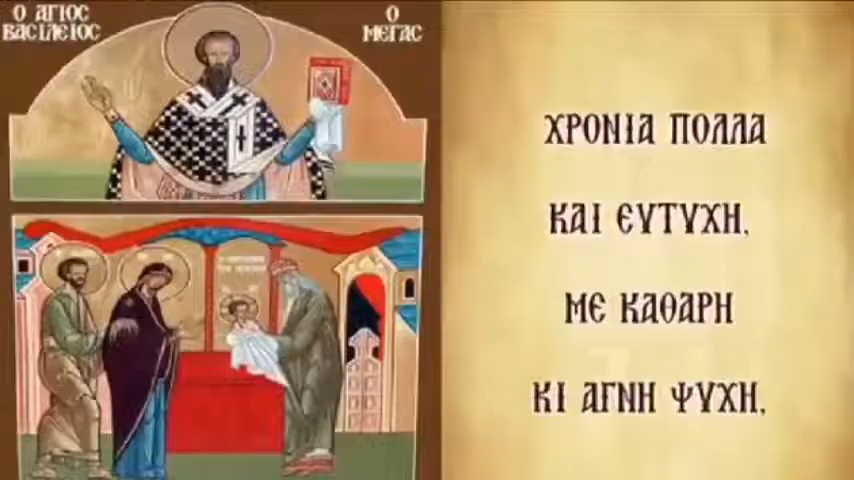 Ο ΑΓΙΟΣ
ΒΑΣΙΛΕΙΟΣ
Ο
ΜΕΓΑΣ
ΧΡΟΝΙΑ ΠΟΛΛΑ
ΚΑΙ ΕΥΤΥΧΗ,
ΜΕ ΚΑΘΑΡΗ
ΚΙ ΑΓΝΗ ΨΥΧΗ,